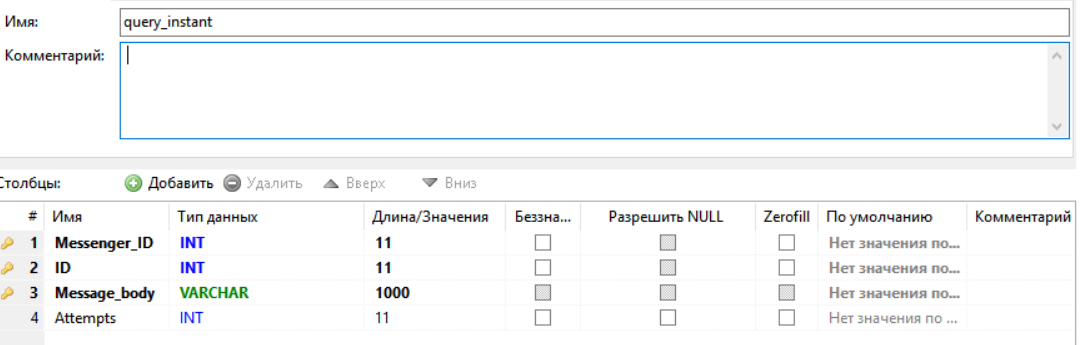 Имя: query_instant
Комментарий:
Столбцы: Добавить Удалить Вверх Вниз
# Имя Тип данных Длина/Значения Беззна... Разрешить NULL Zerofill По умолчанию Комментарий
1 Messenger_ID INT 11 Нет значения по...
2 ID INT 11 Нет значения по...
3 Message_body VARCHAR 1000 Нет значения по...
4 Attempts INT 11 Нет значения по ...